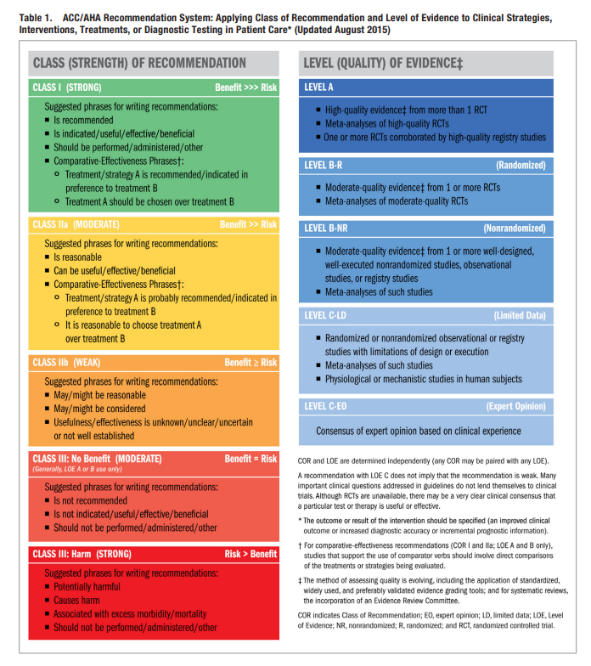 Table 1. ACC/AHA Recommendation System: Applying Class of Recommendation and Level of Evidence to Clinical Strategies,
Interventions, Treatments, or Diagnostic Testing in Patient Care* (Updated August 2015)
CLASS (STRENGTH) OF RECOMMENDATION
CLASS I (STRONG) Benefit >>> Risk
Suggested phrases for writing recommendations:
■ Is recommended
■ Is indicated/useful/effective/beneficial
■ Should be performed/administered/other
■ Comparative-Effectiveness Phrases†:
○ Treatment/strategy A is recommended/indicated in
preference to treatment B
○ Treatment A should be chosen over treatment B
CLASS IIa (MODERATE) Benefit >> Risk
Suggested phrases for writing recommendations:
■ Is reasonable
■ Can be useful/effective/beneficial
■ Comparative-Effectiveness Phrases†:
○ Treatment/strategy A is probably recommended/indicated in
preference to treatment B
○ It is reasonable to choose treatment A
over treatment B
CLASS IIb (WEAK) Benefit ≥ Risk
Suggested phrases for writing recommendations:
■ May/might be reasonable
■ May/might be considered
■ Usefulness/effectiveness is unknown/unclear/uncertain
or not well established
CLASS III: No Benefit (MODERATE) Benefit = Risk
(Generally, LOE A or B use only)
Suggested phrases for writing recommendations:
■ Is not recommended
■ Is not indicated/useful/effective/beneficial
■ Should not be performed/administered/other
CLASS III: Harm (STRONG) Risk > Benefit
Suggested phrases for writing recommendations:
■ Potentially harmful
■ Causes harm
■ Associated with excess morbidity/mortality
■ Should not be performed/administered/other
LEVEL (QUALITY) OF EVIDENCE‡
LEVEL A
■ High-quality evidence‡ from more than 1 RCT
■ Meta-analyses of high-quality RCTs
■ One or more RCTs corroborated by high-quality registry studies
LEVEL B-R (Randomized)
■ Moderate-quality evidence‡ from 1 or more RCTs
■ Meta-analyses of moderate-quality RCTs
LEVEL B-NR (Nonrandomized)
■ Moderate-quality evidence‡ from 1 or more well-designed,
well-executed nonrandomized studies, observational
studies, or registry studies
■ Meta-analyses of such studies
LEVEL C-LD (Limited Data)
■ Randomized or nonrandomized observational or registry
studies with limitations of design or execution
■ Meta-analyses of such studies
■ Physiological or mechanistic studies in human subjects
LEVEL C-EO (Expert Opinion)
Consensus of expert opinion based on clinical experience
COR and LOE are determined independently (any COR may be paired with any LOE).
A recommendation with LOE C does not imply that the recommendation is weak. Many
important clinical questions addressed in guidelines do not lend themselves to clinical
trials. Although RCTs are unavailable, there may be a very clear clinical consensus that
a particular test or therapy is useful or effective.
* The outcome or result of the intervention should be specified (an improved clinical
outcome or increased diagnostic accuracy or incremental prognostic information).
† For comparative-effectiveness recommendations (COR I and IIa; LOE A and B only),
studies that support the use of comparator verbs should involve direct comparisons
of the treatments or strategies being evaluated.
‡ The method of assessing quality is evolving, including the application of standardized,
widely used, and preferably validated evidence grading tools; and for systematic reviews,
the incorporation of an Evidence Review Committee.
COR indicates Class of Recommendation; EO, expert opinion; LD, limited data; LOE, Level
of Evidence; NR, nonrandomized; R, randomized; and RCT, randomized controlled trial.